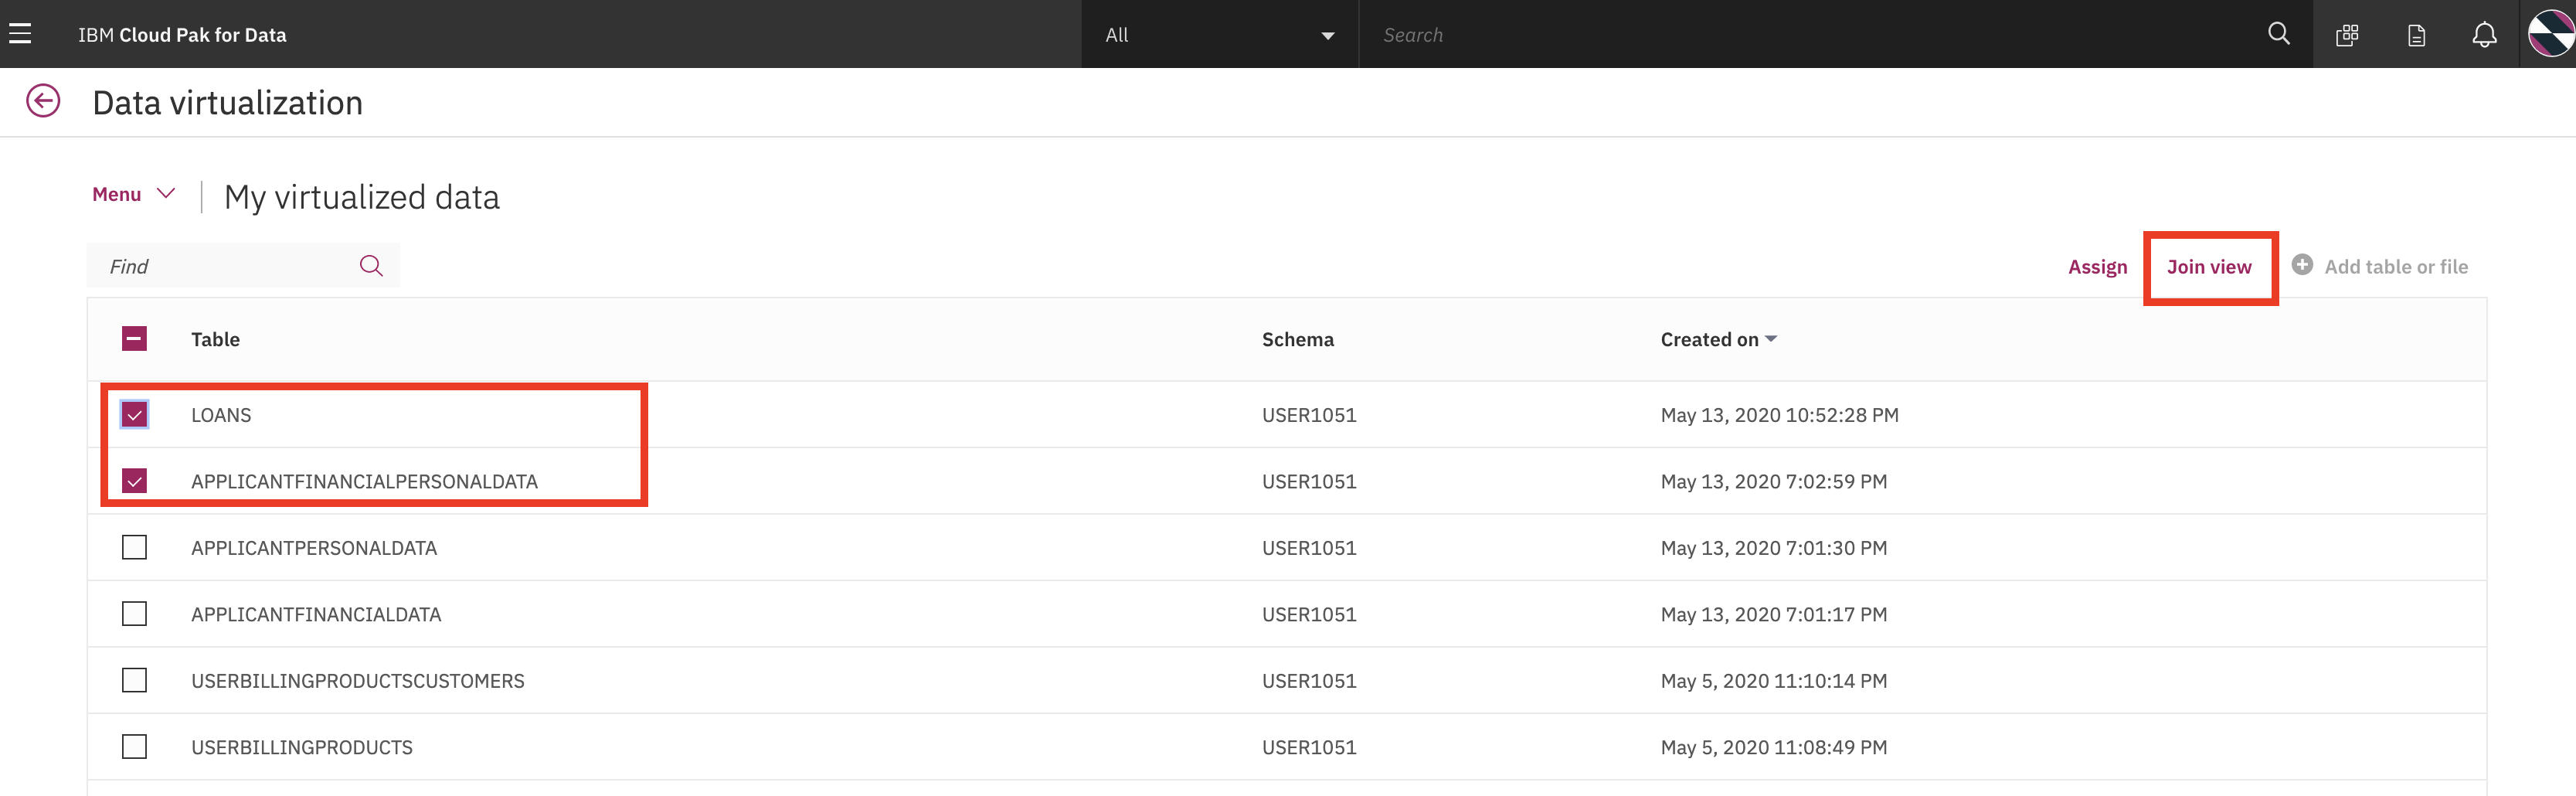 IBM Cloud Pak for Data All Search
Data virtualization
Menu My virtualized data
Find Assign Join view Add table or file
Table Schema Created on
LOANS USER1051 May 13, 2020 10:52:28 PM
APPLICANTFINANCIALPERSONALDATA USER1051 May 13, 2020 7:02:59 PM
APPLICANTPERSONALDATA USER1051 May 13, 2020 7:01:30 PM
APPLICANTFINANCIALDATA USER1051 May 13, 2020 7:01:17 PM
USERBILLINGPRODUCTSCUSTOMERS USER1051 May 5, 2020 11:10:14 PM
USERBILLINGPRODUCTS USER1051 May 5, 2020 11:08:49 PM